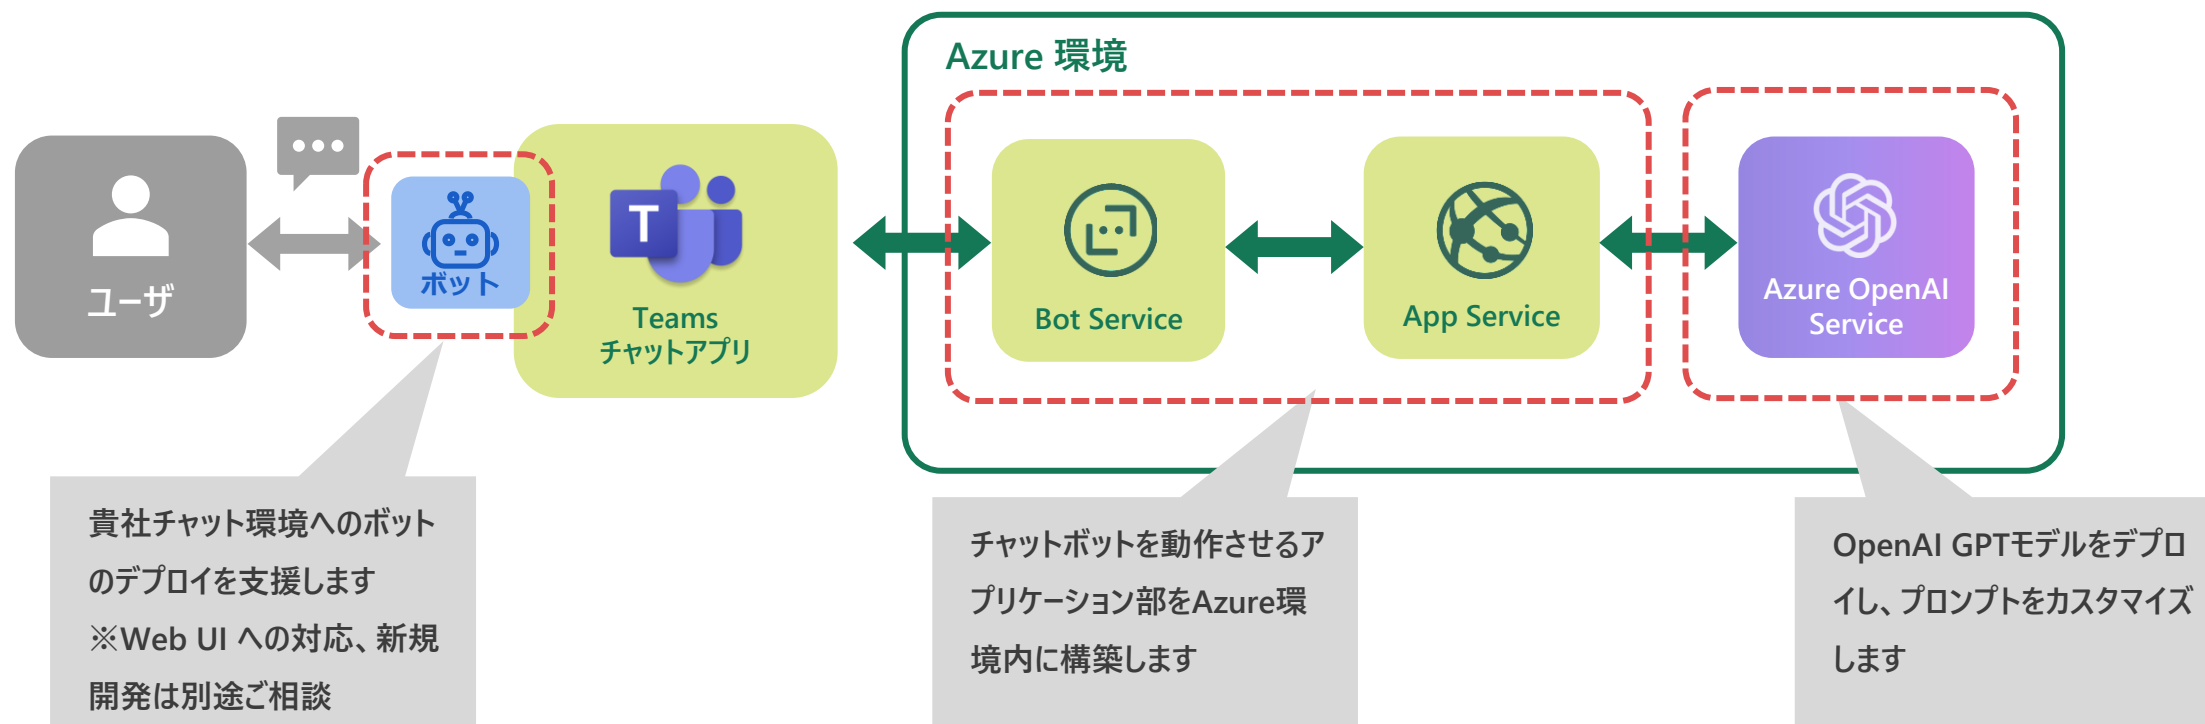 Azure 環境
ユーザ
ボット
T
Teams
チャットアプリ
Bot Service
App Service
Azure OpenAI
Service
貴社チャット環境へのボット
のデプロイを支援します
※Web UI への対応、新規
開発は別途ご相談
チャットボットを動作させるア
プリケーション部をAzure環
境内に構築します
OpenAI GPTモデルをデプロ
イし、プロンプトをカスタマイズ
します